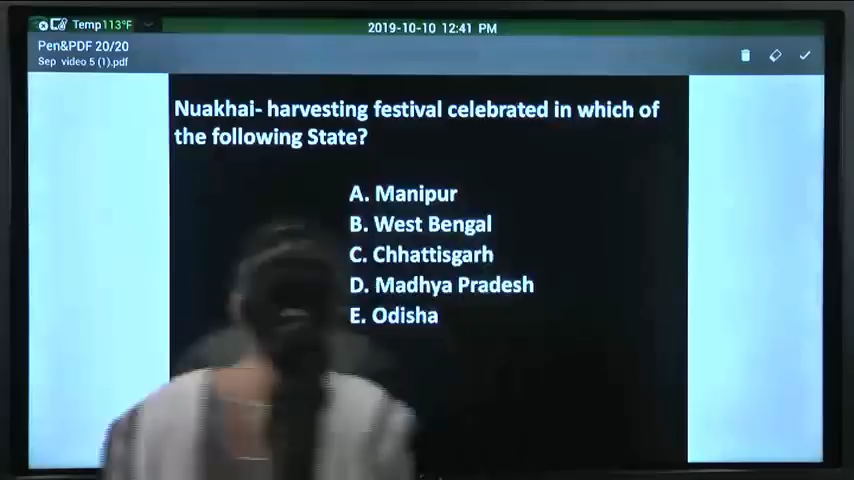 Temp113°F
2019-10-10 12:41 PM
Pen&PDF 20/20
Sep video 5 (1).pdf
Nuakhai- harvesting festival celebrated in which of
the following State?
A. Manipur
B. West Bengal
C. Chhattisgarh
D. Madhya Pradesh
E. Odisha